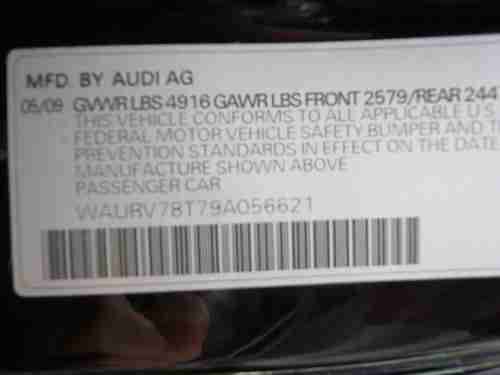 MFD. BY AUDI AG
05/09 GVWR LBS 4916 GAWR LBS FRONT 2579/REAR 244
THIS VEHICLE CONFORMS TO ALL APPLICABLE U S
FEDERAL MOTOR VEHICLE SAFETY, BUMPER AND T
PREVENTION STANDARDS IN EFFECT ON THE DATE
MANUFACTURE SHOWN ABOVE
PASSENGER CAR
WAURV78T79A056621